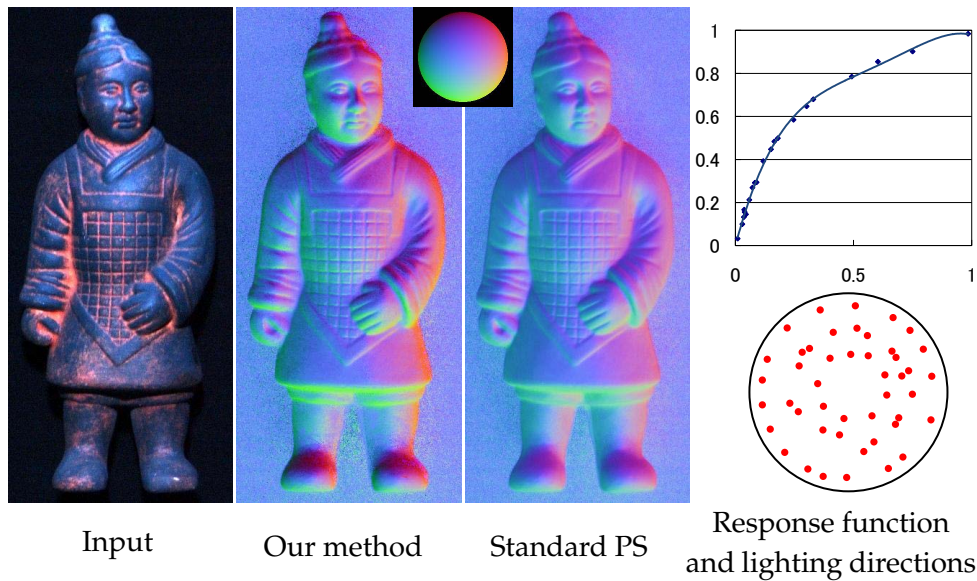 1
0.8
0.6
0.4
0.2
0
0 0.5 1
Input
Our method
Standard PS
Response function
and lighting directions